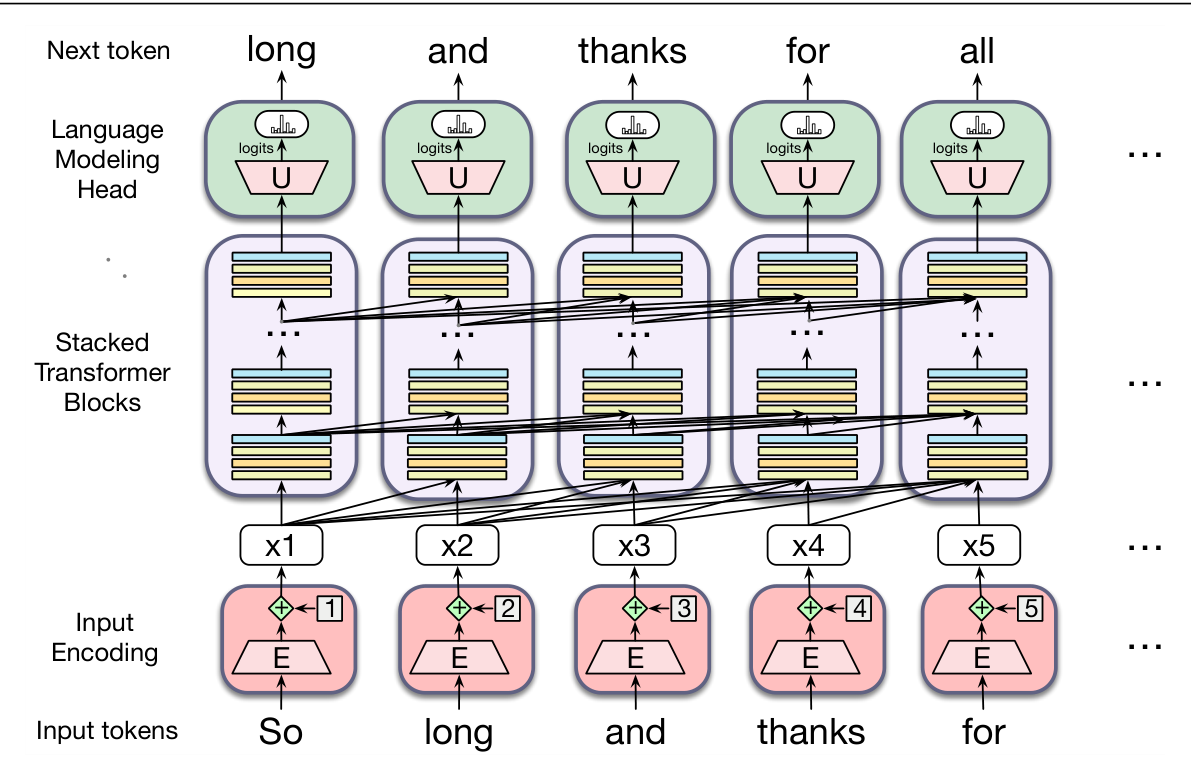 Next token long and thanks for all
Language
Modeling
Head
logits logits logits logits logits
U U U U U
...
Stacked
Transformer
Blocks
... ... ... ... ...
...
x1 x2 x3 x4 x5 ...
Input
Encoding
+ 1 + 2 + 3 + 4 + 5
E E E E E
...
Input tokens So long and thanks for